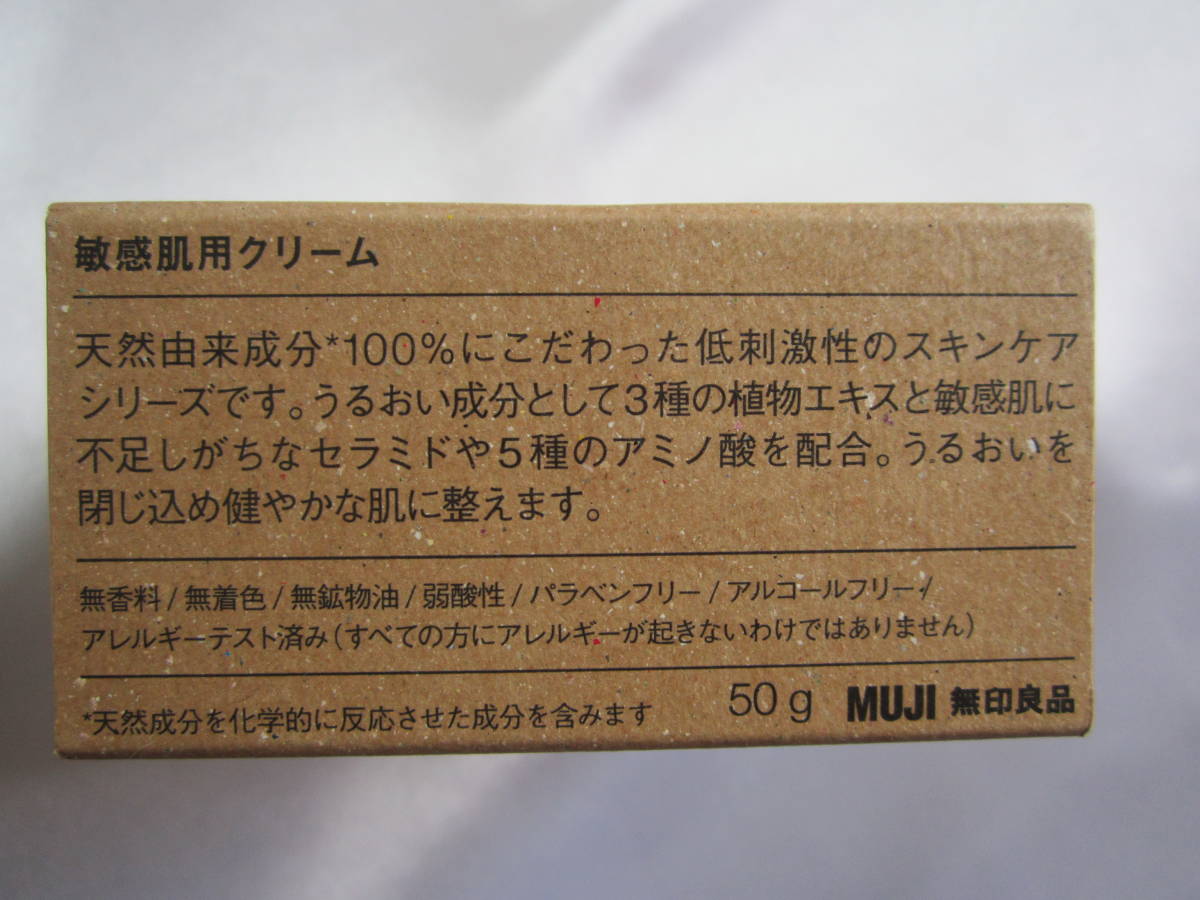 敏感肌用クリーム
天然由来成分*100%にこだわった低刺激性のスキンケア
シリーズです。うるおい成分として3種の植物エキスと敏感肌に
不足しがちなセラミドや5種のアミノ酸を配合。うるおいを
閉じ込め健やかな肌に整えます。
無香料/無着色/無鉱物油/弱酸性/パラベンフリー/アルコールフリー/
アレルギーテスト済み(すべての方にアレルギーが起きないわけではありません)
*天然成分を化学的に反応させた成分を含みます 50g MUJI 無印良品